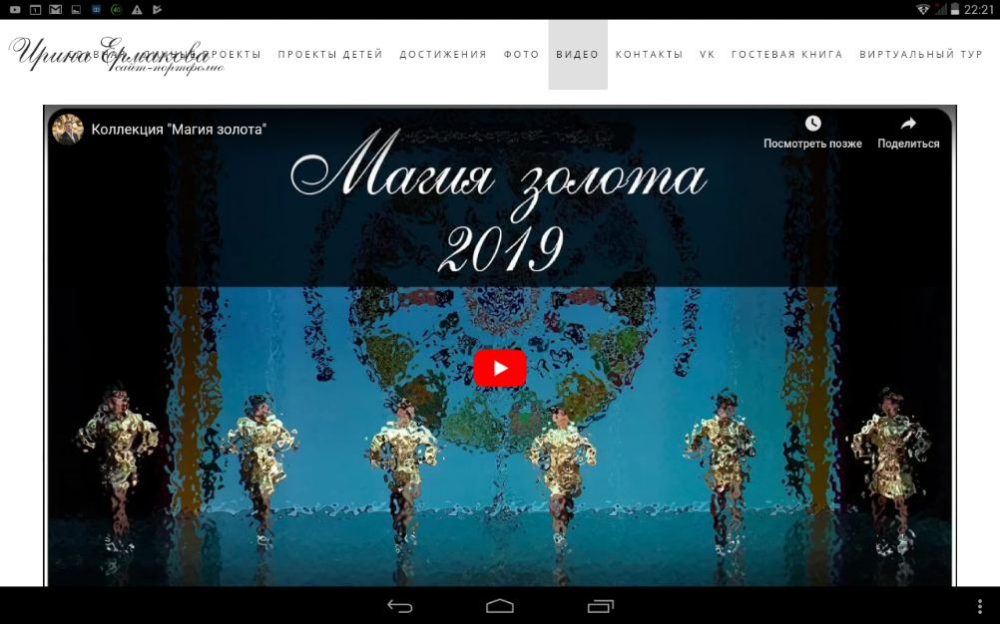 22:21
Ирина Ермакова
сайт-портфолио
ГЛАВНАЯ ЛИЧНЫЕ ПРОЕКТЫ ПРОЕКТЫ ДЕТЕЙ ДОСТИЖЕНИЯ ФОТО ВИДЕО КОНТАКТЫ VK ГОСТЕВАЯ КНИГА ВИРТУАЛЬНЫЙ ТУР
Коллекция "Магия золота"
Посмотреть позже Поделиться
Магия золота
2019